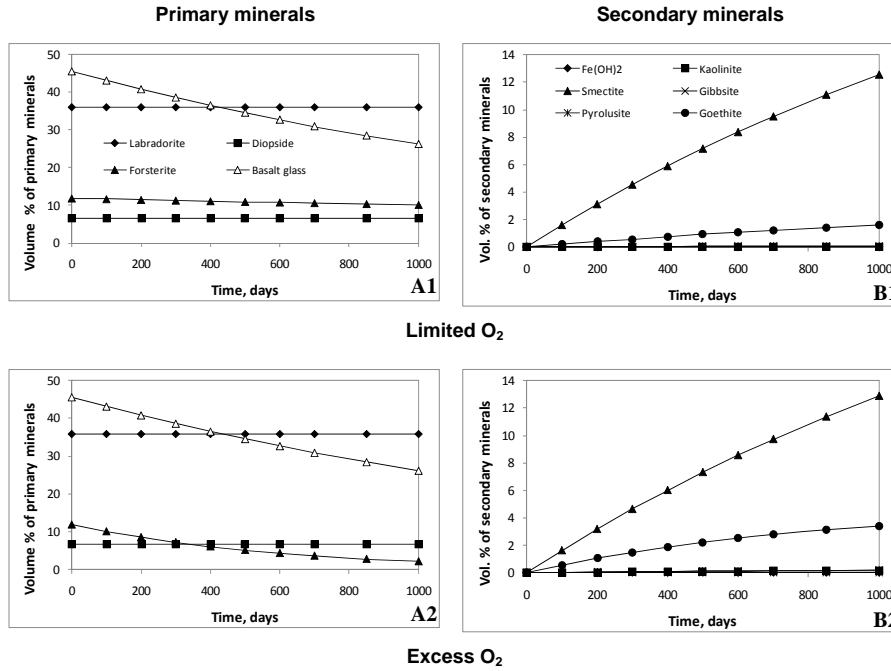 Primary minerals
Secondary minerals
Volume % of primary minerals
50
40
30
20
10
0
Labradorite
Diopside
Forsterite
Basalt glass
0 200 400 600 800 1000
Time, days
A1
Vol. % of secondary minerals
14
12
10
8
6
4
2
0
Fe(OH)2
Kaolinite
Smectite
Gibbsite
Pyrolusite
Goethite
0 200 400 600 800 1000
Time, days
B1
Limited O₂
Volume % of primary minerals
50
40
30
20
10
0
0 200 400 600 800 1000
Time, days
A2
Vol. % of secondary minerals
14
12
10
8
6
4
2
0
0 200 400 600 800 1000
Time, days
B2
Excess O₂